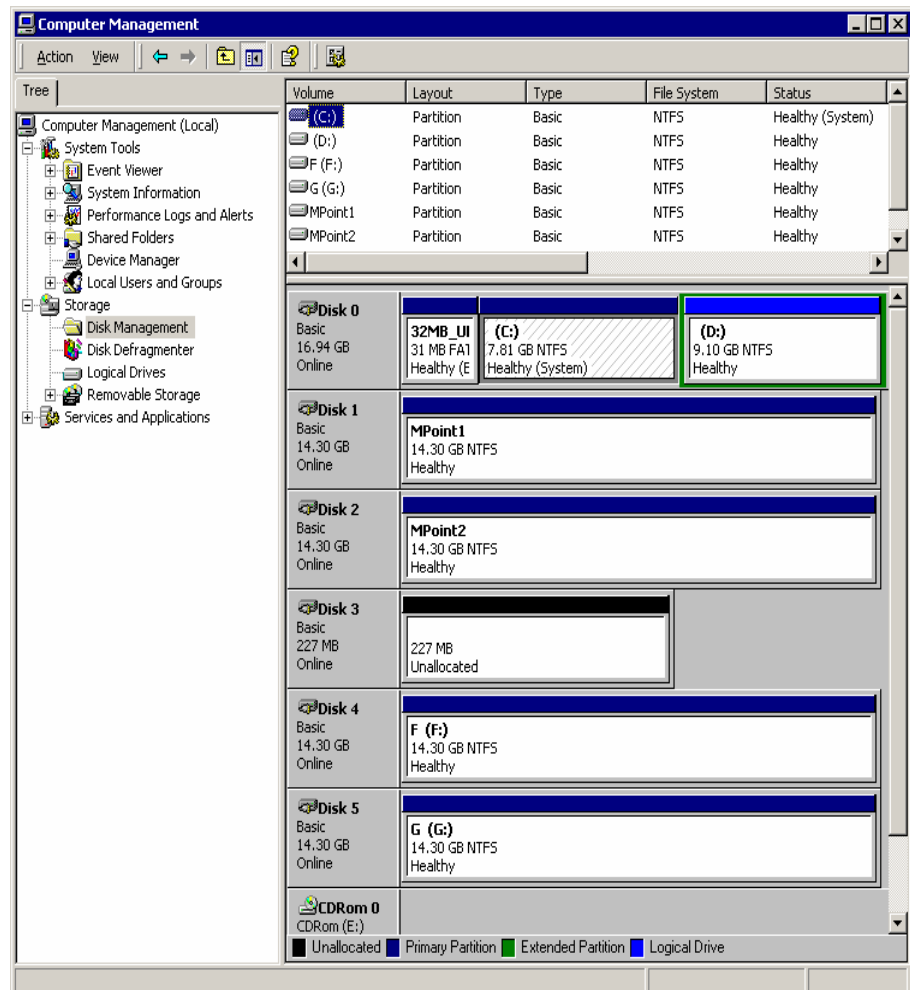 Computer Management
Action View
Tree
Computer Management (Local)
System Tools
Event Viewer
System Information
Performance Logs and Alerts
Shared Folders
Device Manager
Local Users and Groups
Storage
Disk Management
Disk Defragmenter
Logical Drives
Removable Storage
Services and Applications
Volume Layout Type File System Status
(C:) Partition Basic NTFS Healthy (System)
(D:) Partition Basic NTFS Healthy
F (F:) Partition Basic NTFS Healthy
G (G:) Partition Basic NTFS Healthy
MPoint1 Partition Basic NTFS Healthy
MPoint2 Partition Basic NTFS Healthy
Disk 0
Basic
16.94 GB
Online
32MB_UI
31 MB FAT
Healthy (E
(C:)
7.81 GB NTFS
Healthy (System)
(D:)
9.10 GB NTFS
Healthy
Disk 1
Basic
14.30 GB
Online
MPoint1
14.30 GB NTFS
Healthy
Disk 2
Basic
14.30 GB
Online
MPoint2
14.30 GB NTFS
Healthy
Disk 3
Basic
227 MB
Online
227 MB
Unallocated
Disk 4
Basic
14.30 GB
Online
F (F:)
14.30 GB NTFS
Healthy
Disk 5
Basic
14.30 GB
Online
G (G:)
14.30 GB NTFS
Healthy
CDRom 0
CDRom (E:)
Unallocated Primary Partition Extended Partition Logical Drive